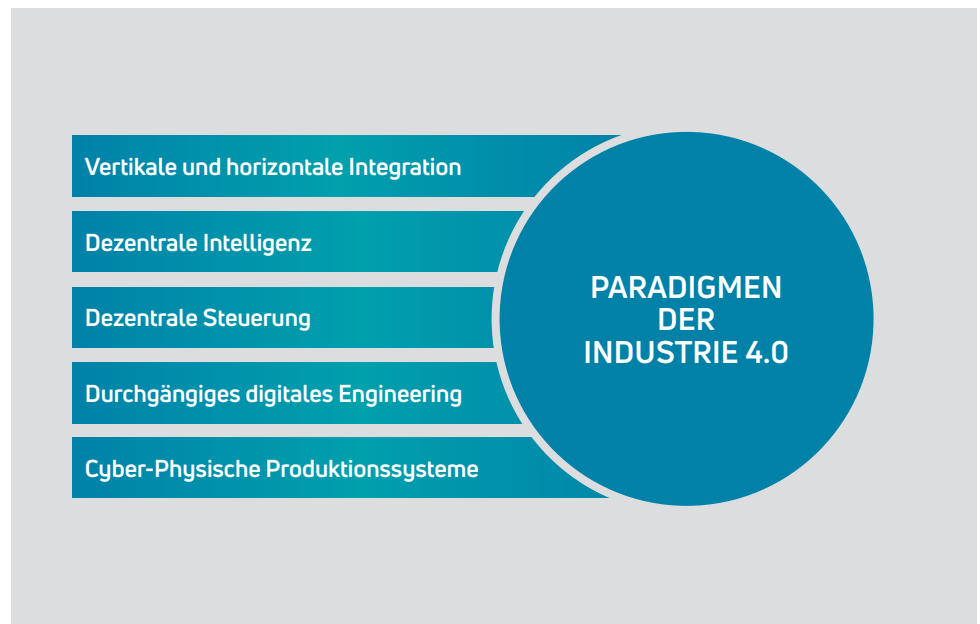 Vertikale und horizontale Integration
Dezentrale Intelligenz
Dezentrale Steuerung
Durchgängiges digitales Engineering
Cyber-Physische Produktionssysteme
PARADIGMEN
DER
INDUSTRIE 4.0